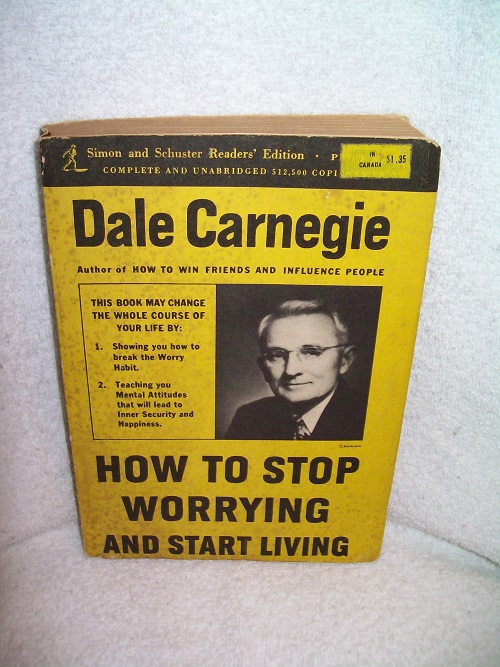 Simon and Schuster Readers' Edition •
IN CANADA $1.35
COMPLETE AND UNABRIDGED 512,500
Dale Carnegie
Author of HOW TO WIN FRIENDS AND INFLUENCE PEOPLE
THIS BOOK MAY CHANGE
THE WHOLE COURSE OF
YOUR LIFE BY:
1. Showing you how to
break the Worry
Habit.
2. Teaching you
Mental Attitudes
that will lead to
Inner Security and
Happiness.
HOW TO STOP
WORRYING
AND START LIVING